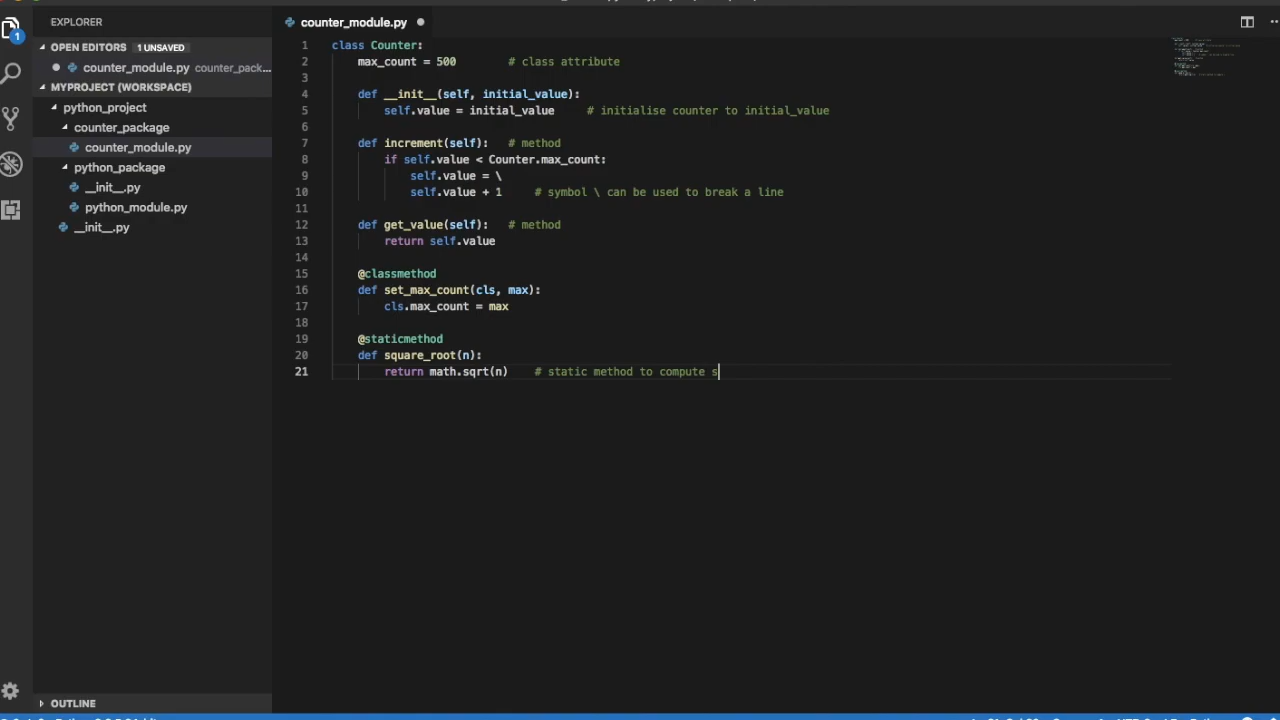 EXPLORER
OPEN EDITORS 1 UNSAVED
counter_module.py counter_pack...
MYPROJECT (WORKSPACE)
python_project
counter_package
counter_module.py
python_package
__init__.py
python_module.py
__init__.py
OUTLINE
1
counter_module.py
1 class Counter:
2 max_count = 500 # class attribute
3
4 def __init__(self, initial_value):
5 self.value = initial_value # initialise counter to initial_value
6
7 def increment(self): # method
8 if self.value < Counter.max_count:
9 self.value = \
10 self.value + 1 # symbol \ can be used to break a line
11
12 def get_value(self): # method
13 return self.value
14
15 @classmethod
16 def set_max_count(cls, max):
17 cls.max_count = max
18
19 @staticmethod
20 def square_root(n):
21 return math.sqrt(n) # static method to compute s